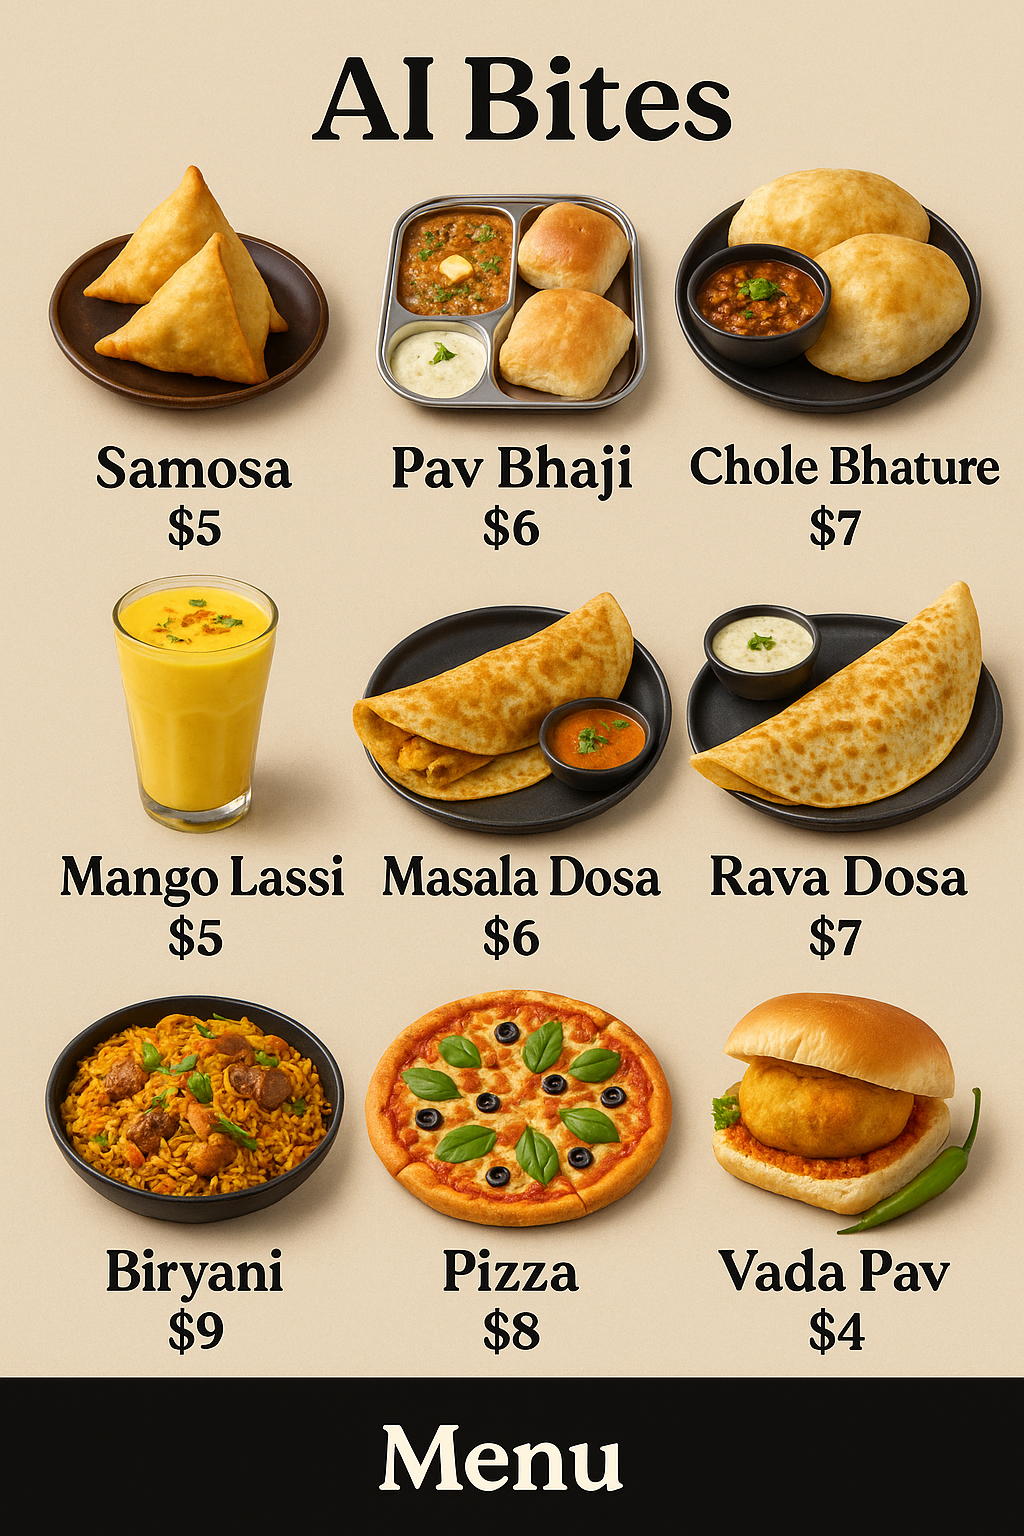 AI Bites
Samosa
$5
Pav Bhaji
$6
Chole Bhature
$7
Mango Lassi
$5
Masala Dosa
$6
Rava Dosa
$7
Biryani
$9
Pizza
$8
Vada Pav
$4
Menu